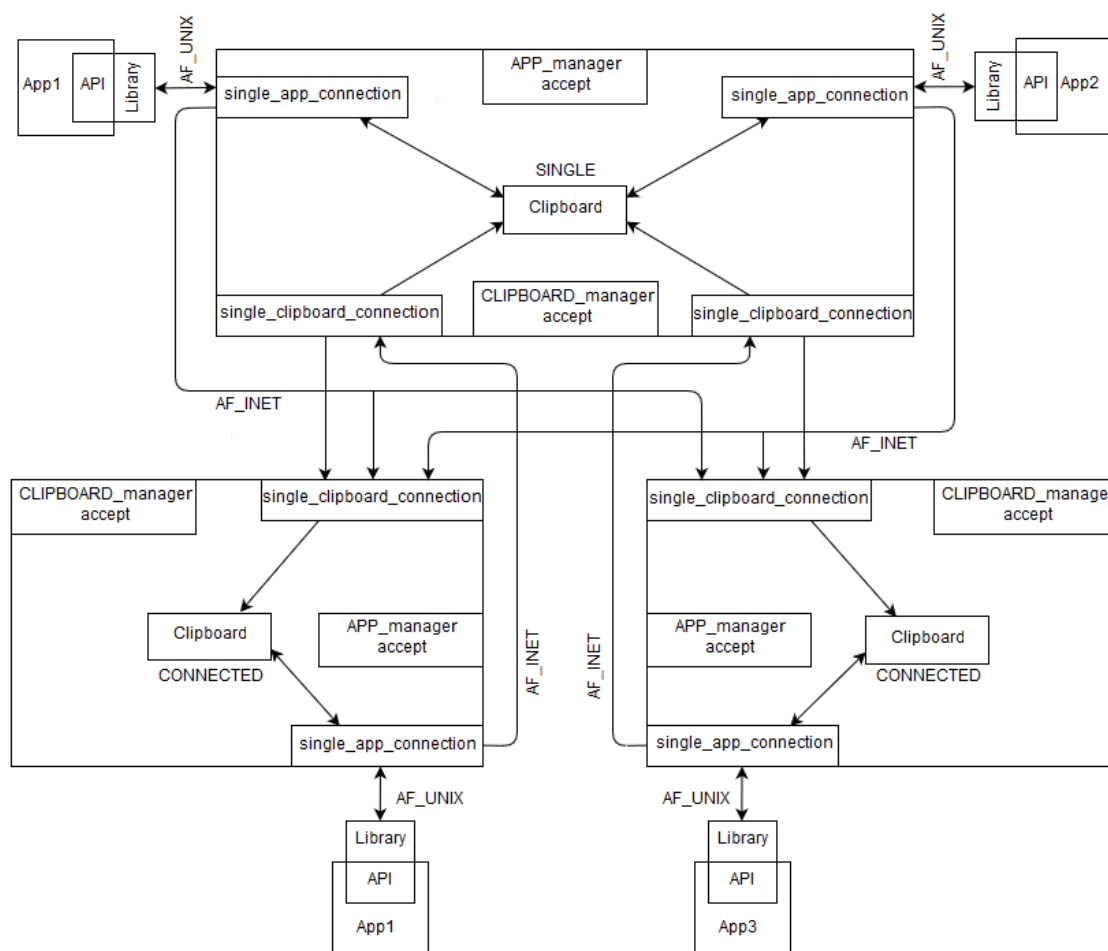 App1
API
Library
AF_UNIX
APP_manager
accept
AF_UNIX
Library
API
App2
single_app_connection
single_app_connection
SINGLE
Clipboard
CLIPBOARD_manager
accept
single_clipboard_connection
single_clipboard_connection
AF_INET
AF_INET
CLIPBOARD_manager
accept
single_clipboard_connection
single_clipboard_connection
CLIPBOARD_manager
accept
Clipboard
CONNECTED
APP_manager
accept
AF_INET
AF_INET
APP_manager
accept
Clipboard
CONNECTED
single_app_connection
single_app_connection
AF_UNIX
AF_UNIX
Library
API
App1
Library
API
App3